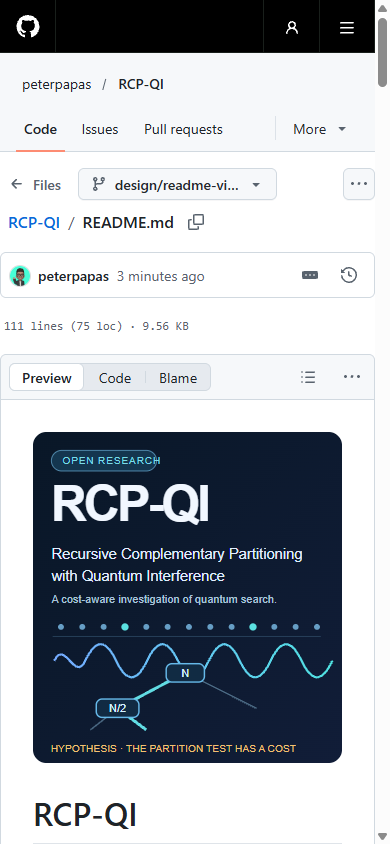 peterpapas / RCP-QI
Code Issues Pull requests More
Files design/readme-vi...
RCP-QI / README.md
peterpapas 3 minutes ago
111 lines (75 loc) · 9.56 KB
Preview Code Blame
OPEN RESEARCH
RCP-QI
Recursive Complementary Partitioning
with Quantum Interference
A cost-aware investigation of quantum search.
N
N/2
HYPOTHESIS · THE PARTITION TEST HAS A COST
RCP-QI